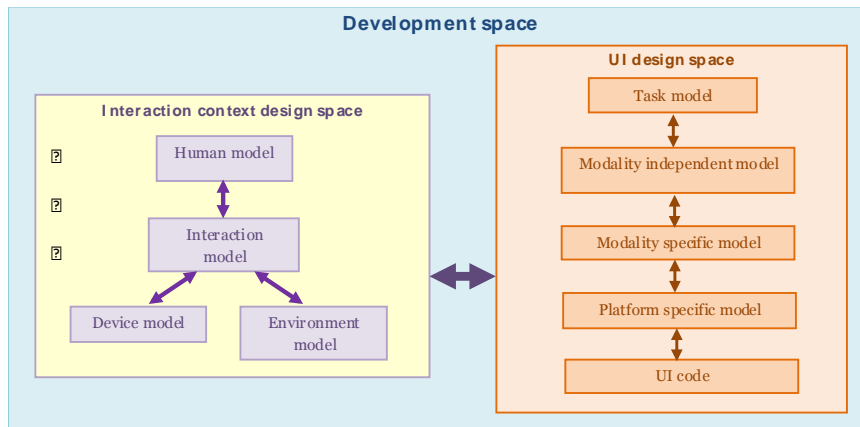 Development space
Interaction context design space
Human model
Interaction
model
Device model
Environment
model
UI design space
Task model
Modality independent model
Modality specific model
Platform specific model
UI code